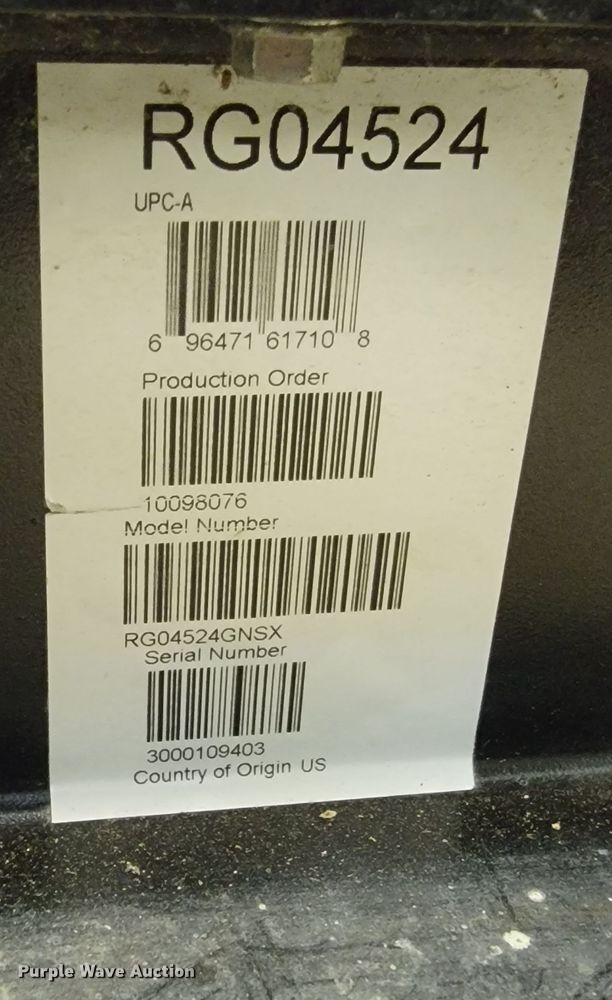 RG04524
UPC-A
6 96471 61710 8
Production Order
10098076
Model Number
RG04524GNSX
Serial Number
3000109403
Country of Origin US
Purple Wave Auction